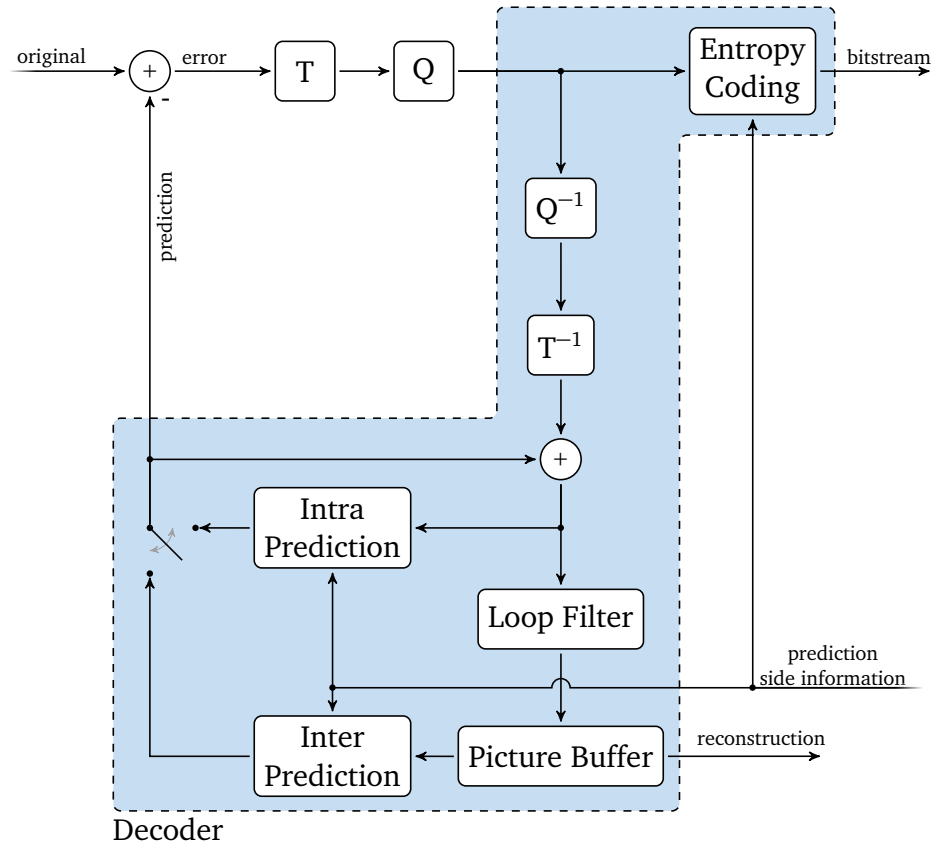 original
+
error
T
Q
Entropy
Coding
bitstream
-
prediction
Q⁻¹
T⁻¹
+
Intra
Prediction
Loop Filter
prediction
side information
Inter
Prediction
Picture Buffer
reconstruction
Decoder